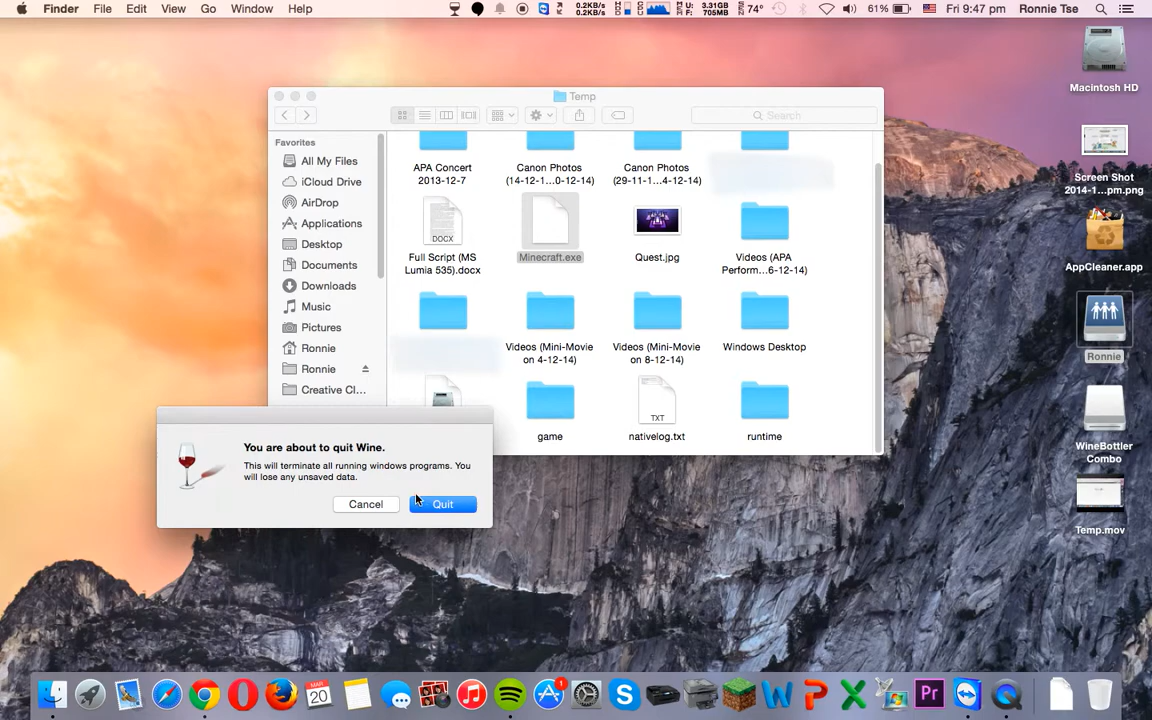 Finder File Edit View Go Window Help
0.2KB/s
0.2KB/s
U: 3.31GB
F: 705MB
74° 61% Fri 9:47 pm Ronnie Tse
Macintosh HD
Temp
Search
Favorites
All My Files
iCloud Drive
AirDrop
Applications
Desktop
Documents
Downloads
Music
Pictures
Ronnie
Ronnie
Creative Cl...
APA Concert
2013-12-7
Canon Photos
(14-12-1...0-12-14)
Canon Photos
(29-11-1...4-12-14)
DOCX
Full Script (MS
Lumia 535).docx
Minecraft.exe
Quest.jpg
Videos (APA
Perform...6-12-14)
Videos (Mini-Movie
on 4-12-14)
Videos (Mini-Movie
on 8-12-14)
Windows Desktop
game
TXT
nativelog.txt
runtime
Screen Shot
2014-1...pm.png
AppCleaner.app
Ronnie
WineBottler
Combo
Temp.mov
You are about to quit Wine.
This will terminate all running windows programs. You
will lose any unsaved data.
Cancel Quit
MAR
20
1
Pr